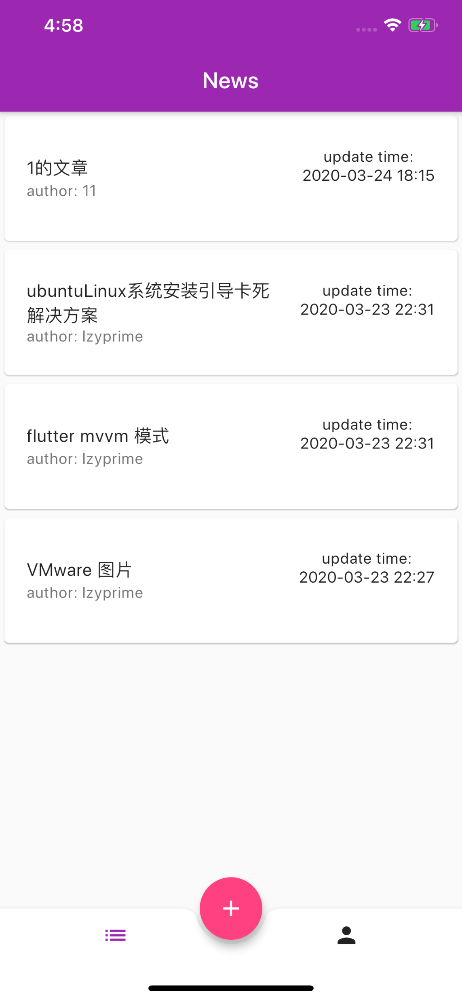 4:58
News
1的文章
author: 11
update time:
2020-03-24 18:15
ubuntuLinux系统安装引导卡死
解决方案
author: lzyprime
update time:
2020-03-23 22:31
flutter mvvm 模式
author: lzyprime
update time:
2020-03-23 22:31
VMware 图片
author: lzyprime
update time:
2020-03-23 22:27